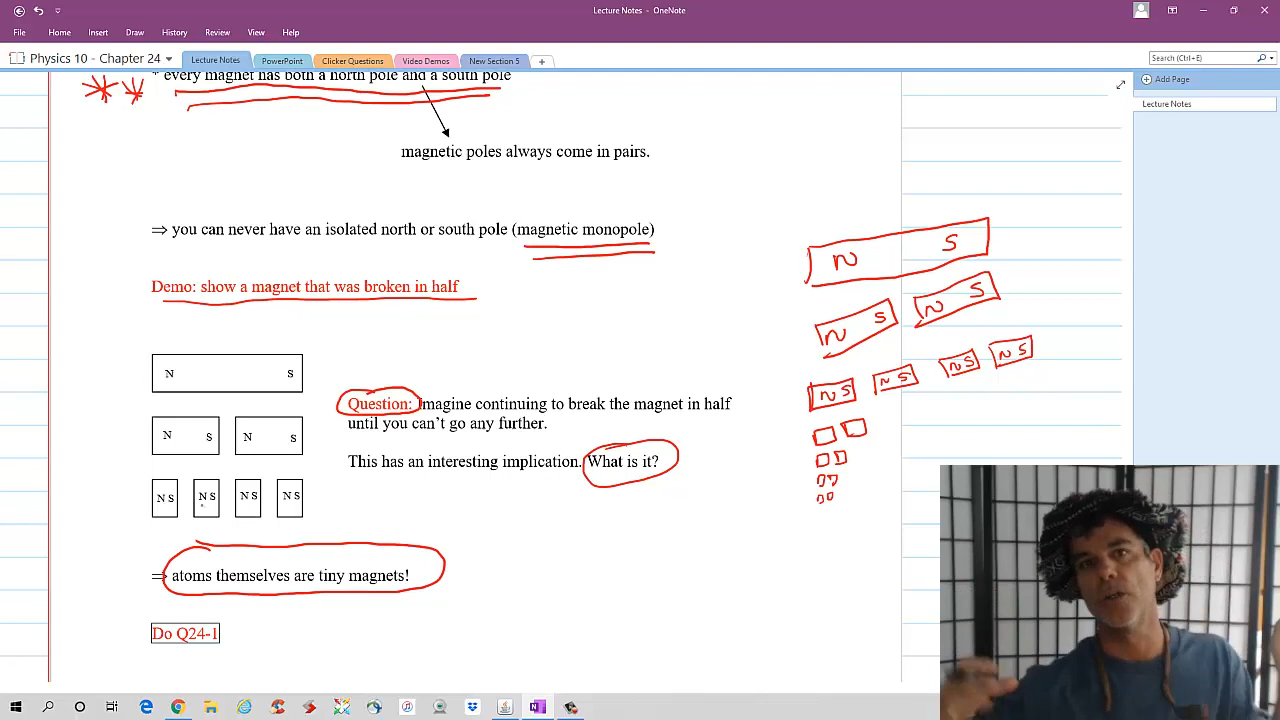 Lecture Notes - OneNote
File Home Insert Draw History Review View Help
Physics 10 - Chapter 24
Lecture Notes PowerPoint Clicker Questions Video Demos New Section 5
Search (Ctrl+E)
Add Page
Lecture Notes
* every magnet has both a north pole and a south pole
magnetic poles always come in pairs.
⇒ you can never have an isolated north or south pole (magnetic monopole)
N S
Demo: show a magnet that was broken in half
N S N S
N S N S N S N S
N S
Question: Imagine continuing to break the magnet in half
until you can't go any further.
N S N S
This has an interesting implication. What is it?
N S N S N S N S
⇒ atoms themselves are tiny magnets!
Do Q24-1